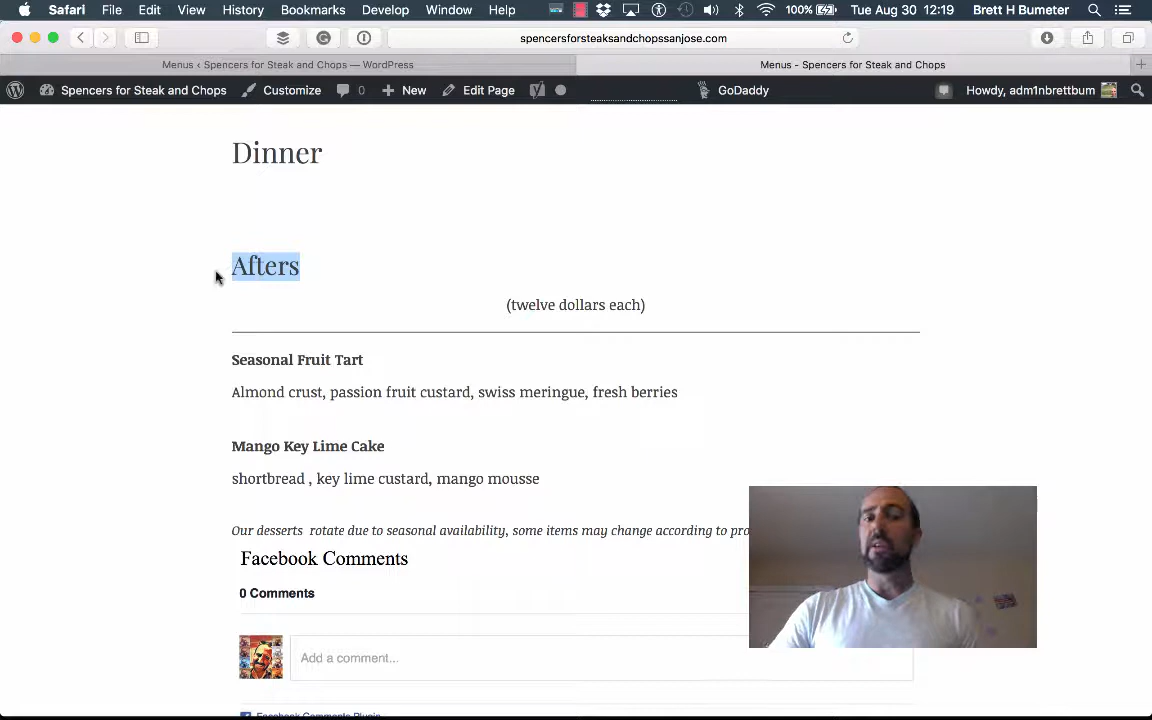 Safari File Edit View History Bookmarks Develop Window Help 100% Tue Aug 30 12:19 Brett H Bumeter
spencersforsteaksandchopssanjose.com
Menus ‹ Spencers for Steak and Chops — WordPress Menus - Spencers for Steak and Chops
Spencers for Steak and Chops Customize 0 New Edit Page GoDaddy Howdy, adm1nbrettbum
Dinner
Afters
(twelve dollars each)
Seasonal Fruit Tart
Almond crust, passion fruit custard, swiss meringue, fresh berries
Mango Key Lime Cake
shortbread , key lime custard, mango mousse
Our desserts rotate due to seasonal availability, some items may change according to pro
Facebook Comments
0 Comments
Add a comment...
Facebook Comments Plugin